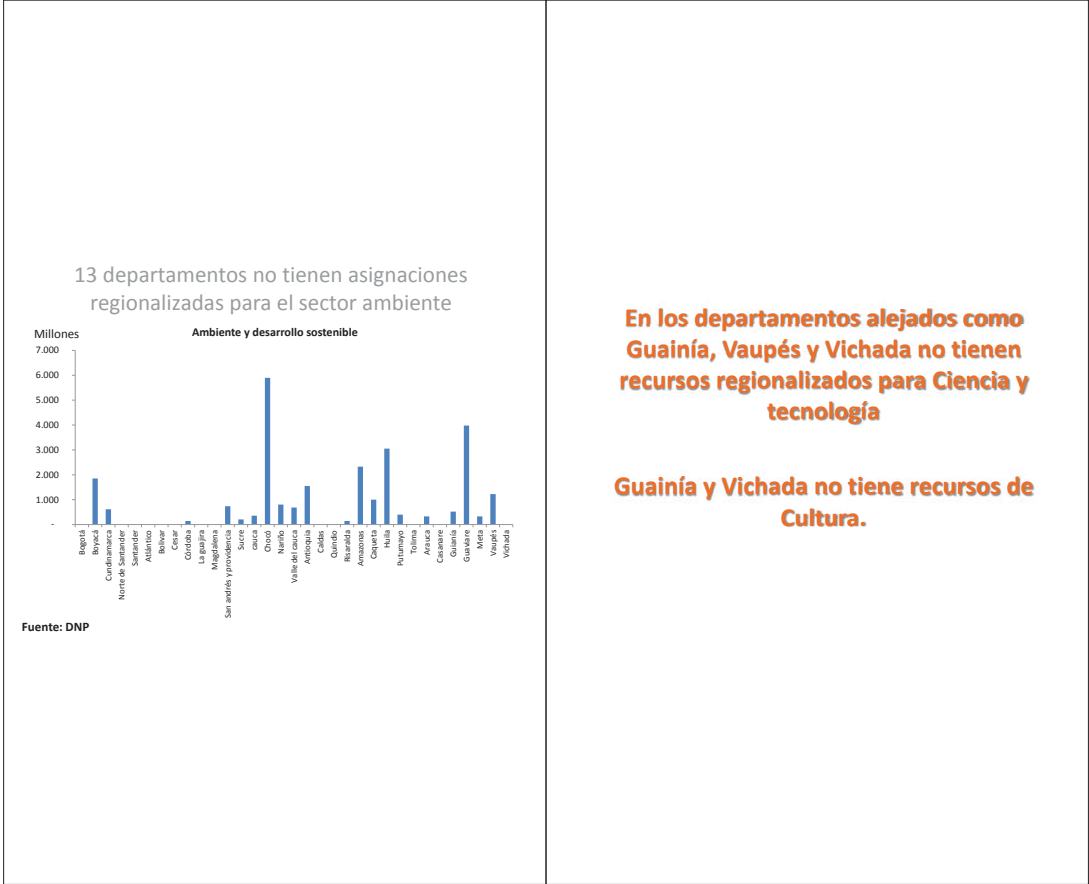 13 departamentos no tienen asignaciones
regionalizadas para el sector ambiente
Millones
Ambiente y desarrollo sostenible
7.000
6.000
5.000
4.000
3.000
2.000
1.000
-
Bogotá
Boyacá
Cundinamarca
Norte de Santander
Santander
Atlántico
Bolivar
Cesar
Córdoba
La guajira
Magdalena
San andrés y providencia
Sucre
cauca
Chocó
Nariño
Valle del cauca
Antioquia
Caldas
Quindio
Risaralda
Amazonas
Caqueta
Huila
Putumayo
Tolima
Arauca
Casanare
Guianía
Guaviare
Meta
Vaupés
Vichada
Fuente: DNP
En los departamentos alejados como
Guainía, Vaupés y Vichada no tienen
recursos regionalizados para Ciencia y
tecnología
Guainía y Vichada no tiene recursos de
Cultura.